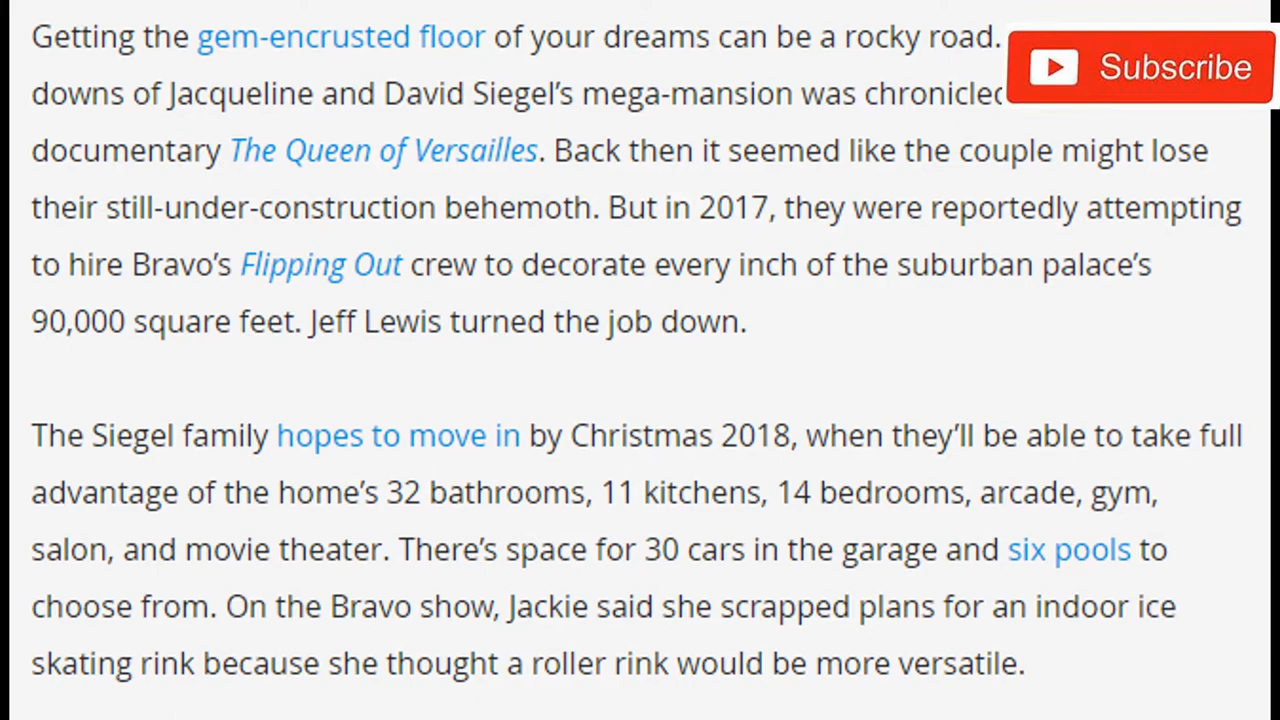 Getting the gem-encrusted floor of your dreams can be a rocky road.
Subscribe
downs of Jacqueline and David Siegel’s mega-mansion was
documentary The Queen of Versailles. Back then it seemed like the couple might lose
their still-under-construction behemoth. But in 2017, they were reportedly attempting
to hire Bravo’s Flipping Out crew to decorate every inch of the suburban palace’s
90,000 square feet. Jeff Lewis turned the job down.
The Siegel family hopes to move in by Christmas 2018, when they’ll be able to take full
advantage of the home’s 32 bathrooms, 11 kitchens, 14 bedrooms, arcade, gym,
salon, and movie theater. There’s space for 30 cars in the garage and six pools to
choose from. On the Bravo show, Jackie said she scrapped plans for an indoor ice
skating rink because she thought a roller rink would be more versatile.